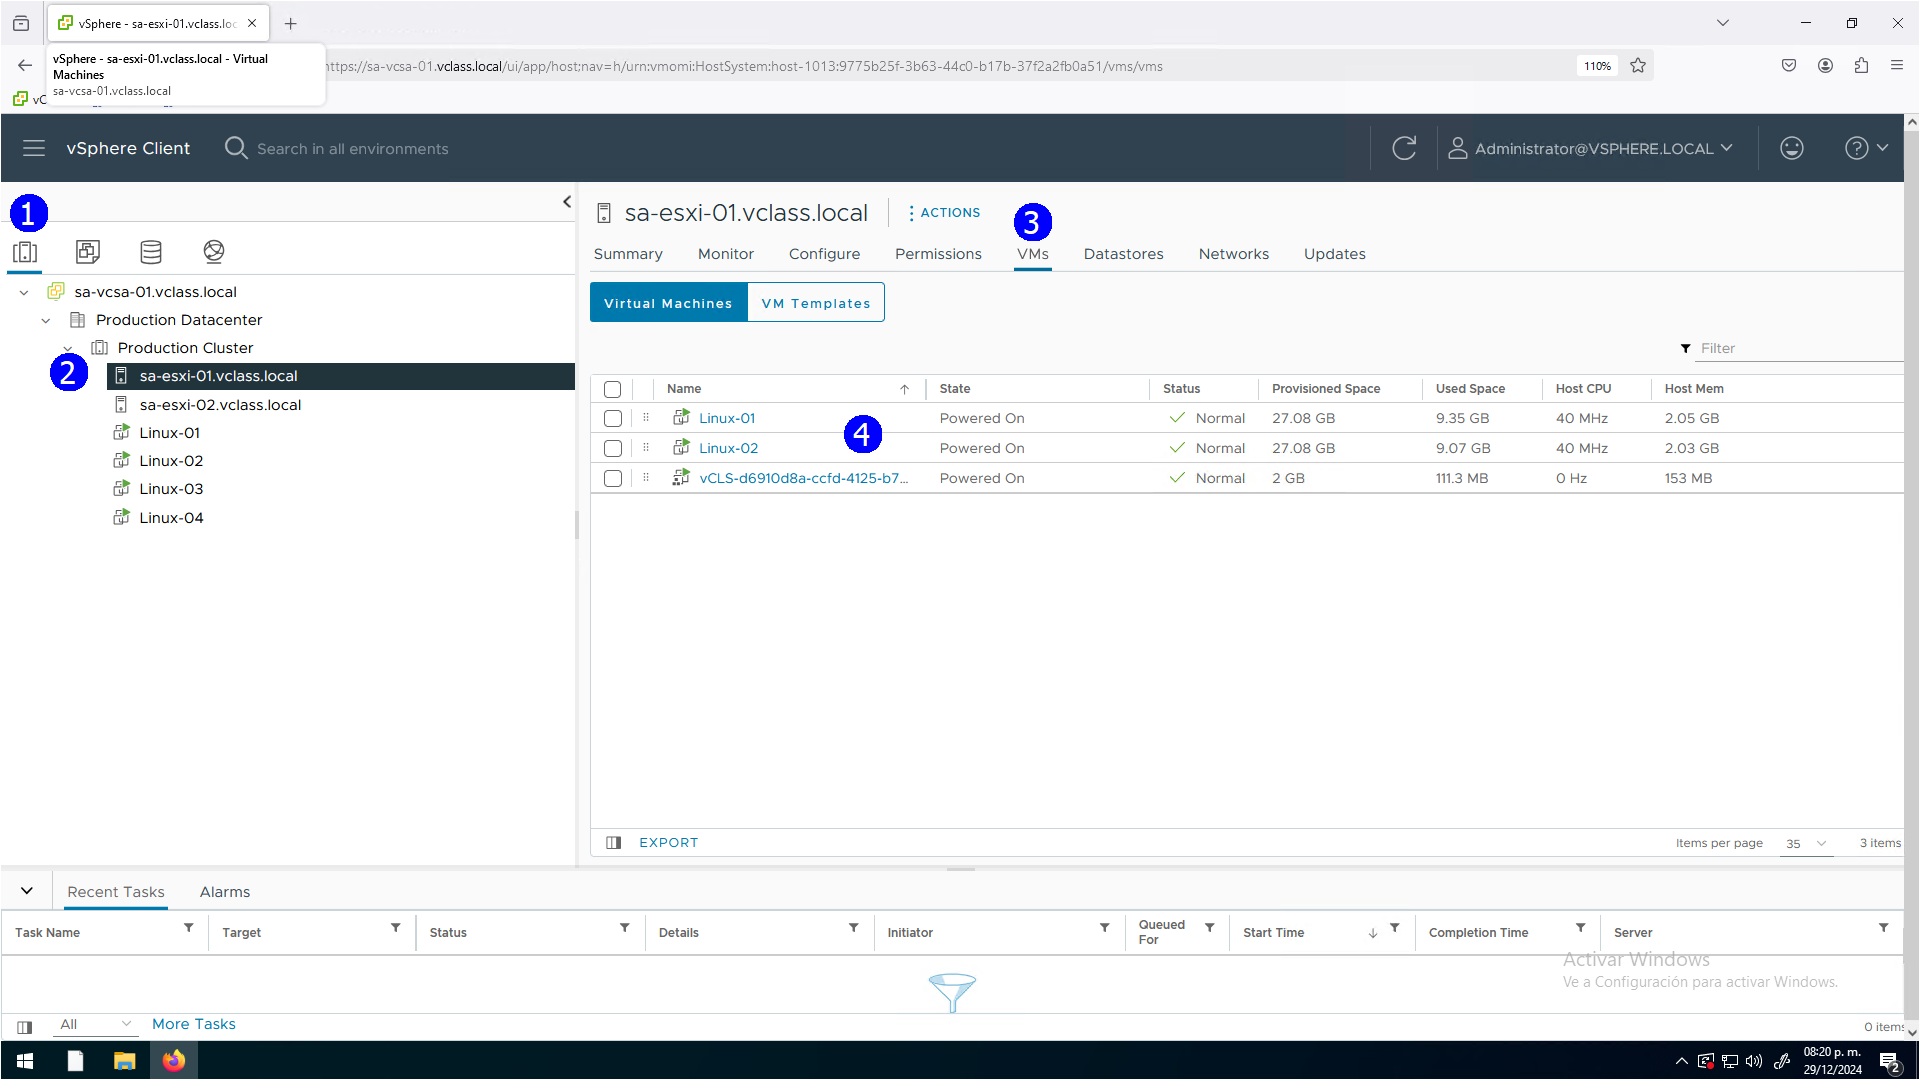 vSphere - sa-esxi-01.vclass.loc
vSphere - sa-esxi-01.vclass.local - Virtual
Machines
sa-vcsa-01.vclass.local
ttps://sa-vcsa-01.vclass.local/ui/app/host;nav=h/urn:vmomi:HostSystem:host-1013:9775b25f-3b63-44c0-b17b-37f2a2fb0a51/vms/vms
110%
vSphere Client
Search in all environments
Administrator@VSPHERE.LOCAL
1
sa-vcsa-01.vclass.local
Production Datacenter
Production Cluster
2
sa-esxi-01.vclass.local
sa-esxi-02.vclass.local
Linux-01
Linux-02
Linux-03
Linux-04
sa-esxi-01.vclass.local
ACTIONS
3
Summary Monitor Configure Permissions VMs Datastores Networks Updates
Virtual Machines VM Templates
Filter
Name State Status Provisioned Space Used Space Host CPU Host Mem
Linux-01 Powered On Normal 27.08 GB 9.35 GB 40 MHz 2.05 GB
4
Linux-02 Powered On Normal 27.08 GB 9.07 GB 40 MHz 2.03 GB
vCLS-d6910d8a-ccfd-4125-b7... Powered On Normal 2 GB 111.3 MB 0 Hz 153 MB
EXPORT
Items per page 35 3 items
Recent Tasks Alarms
Task Name Target Status Details Initiator Queued For Start Time Completion Time Server
Activar Windows
Ve a Configuración para activar Windows.
All More Tasks
0 items
08:20 p. m.
29/12/2024
2